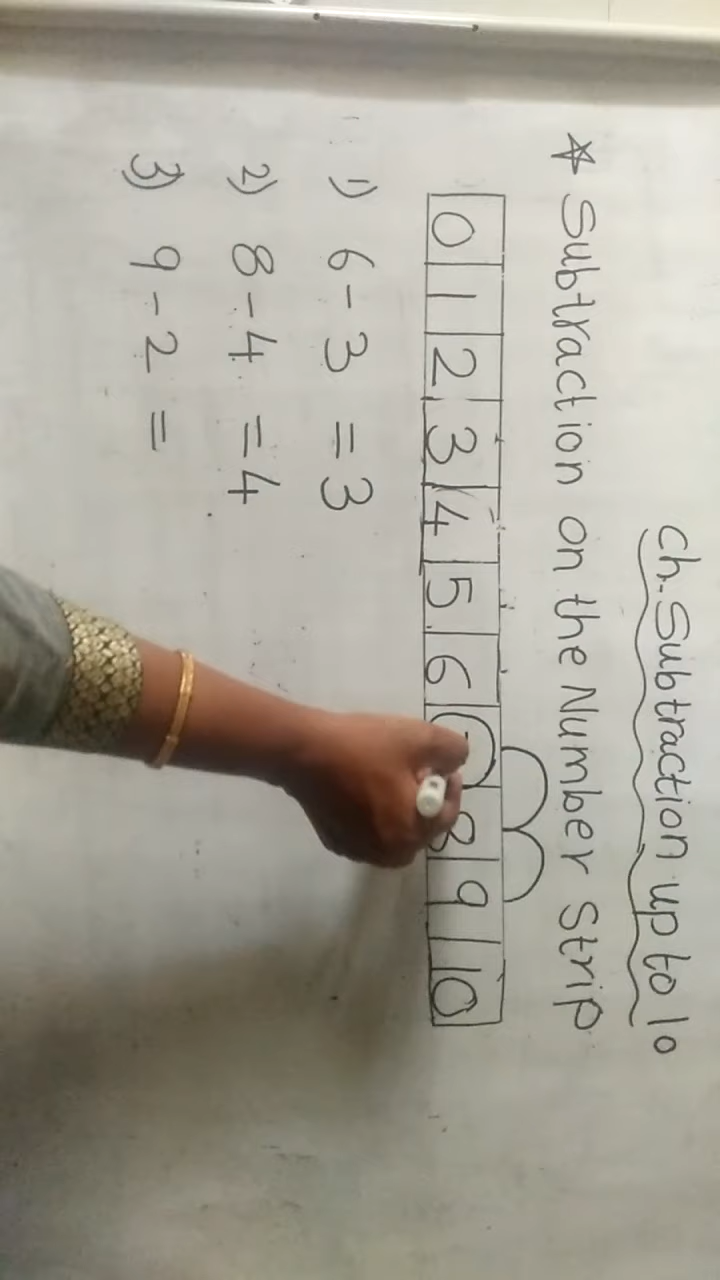 Ch. Subtraction up to 10
☆ Subtraction on the Number Strip
0 1 2 3 4 5 6 8 9 10
1) 6 - 3 = 3
2) 8 - 4 = 4
3) 9 - 2 =